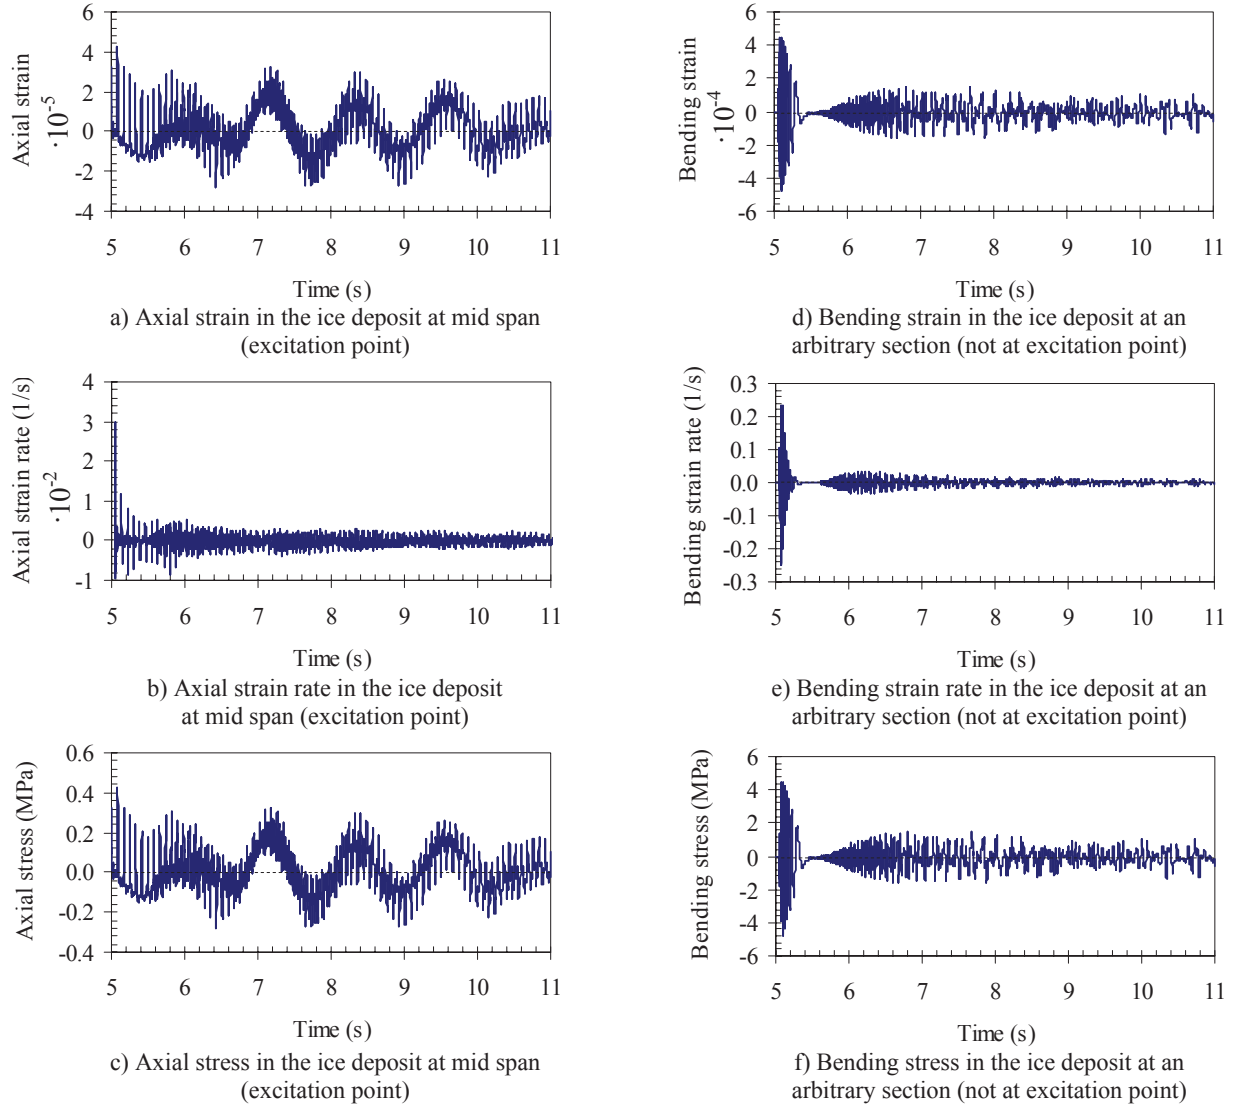 Axial strain
·10-5
6
4
2
0
-2
-4
5 6 7 8 9 10 11
Time (s)
a) Axial strain in the ice deposit at mid span
(excitation point)
Bending strain
·10-4
6
4
2
0
-2
-4
-6
5 6 7 8 9 10 11
Time (s)
d) Bending strain in the ice deposit at an
arbitrary section (not at excitation point)
Axial strain rate (1/s)
·10-2
4
3
2
1
0
-1
5 6 7 8 9 10 11
Time (s)
b) Axial strain rate in the ice deposit
at mid span (excitation point)
Bending strain rate (1/s)
0.3
0.2
0.1
0.0
-0.1
-0.2
-0.3
5 6 7 8 9 10 11
Time (s)
e) Bending strain rate in the ice deposit at an
arbitrary section (not at excitation point)
Axial stress (MPa)
0.6
0.4
0.2
0.0
-0.2
-0.4
5 6 7 8 9 10 11
Time (s)
c) Axial stress in the ice deposit at mid span
(excitation point)
Bending stress (MPa)
6
4
2
0
-2
-4
-6
5 6 7 8 9 10 11
Time (s)
f) Bending stress in the ice deposit at an
arbitrary section (not at excitation point)